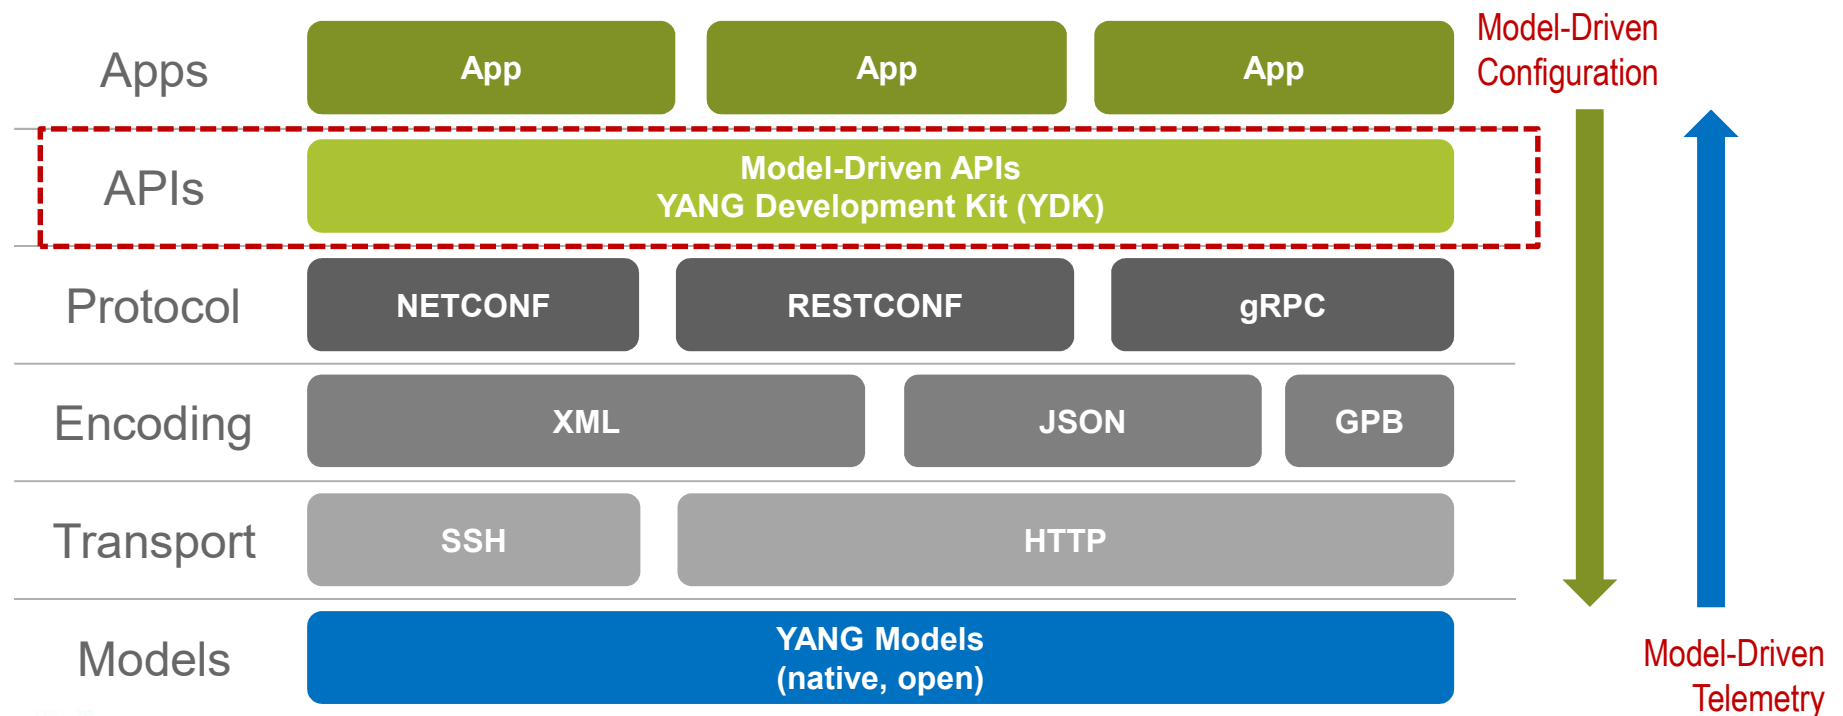 Apps
App
App
App
Model-Driven
Configuration
APIs
Model-Driven APIs
YANG Development Kit (YDK)
Protocol
NETCONF
RESTCONF
gRPC
Encoding
XML
JSON
GPB
Transport
SSH
HTTP
Models
YANG Models
(native, open)
Model-Driven
Telemetry